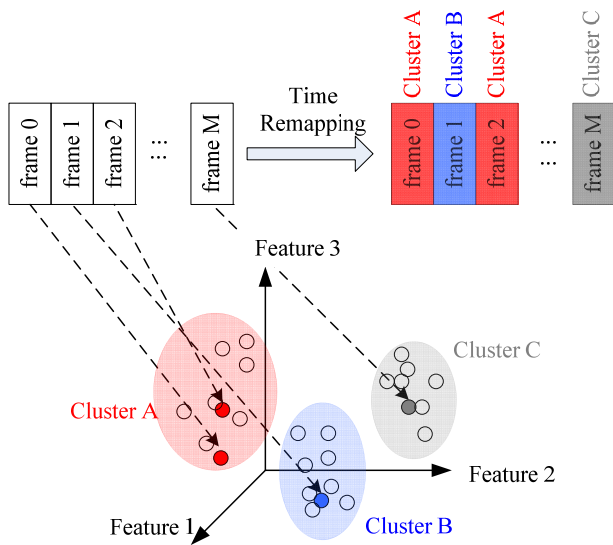 Cluster A
Cluster B
Cluster A
Cluster C
frame 0
frame 1
frame 2
...
frame M
Time
Remapping
frame 0
frame 1
frame 2
...
frame M
Feature 3
Cluster A
Cluster C
Feature 2
Feature 1
Cluster B